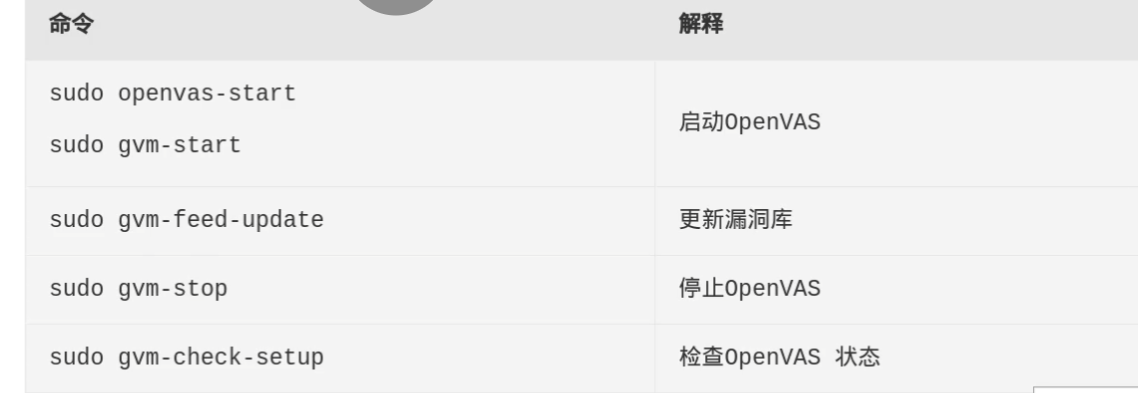 命令 解释
sudo openvas-start
sudo gvm-start
启动OpenVAS
sudo gvm-feed-update 更新漏洞库
sudo gvm-stop 停止OpenVAS
sudo gvm-check-setup 检查OpenVAS 状态